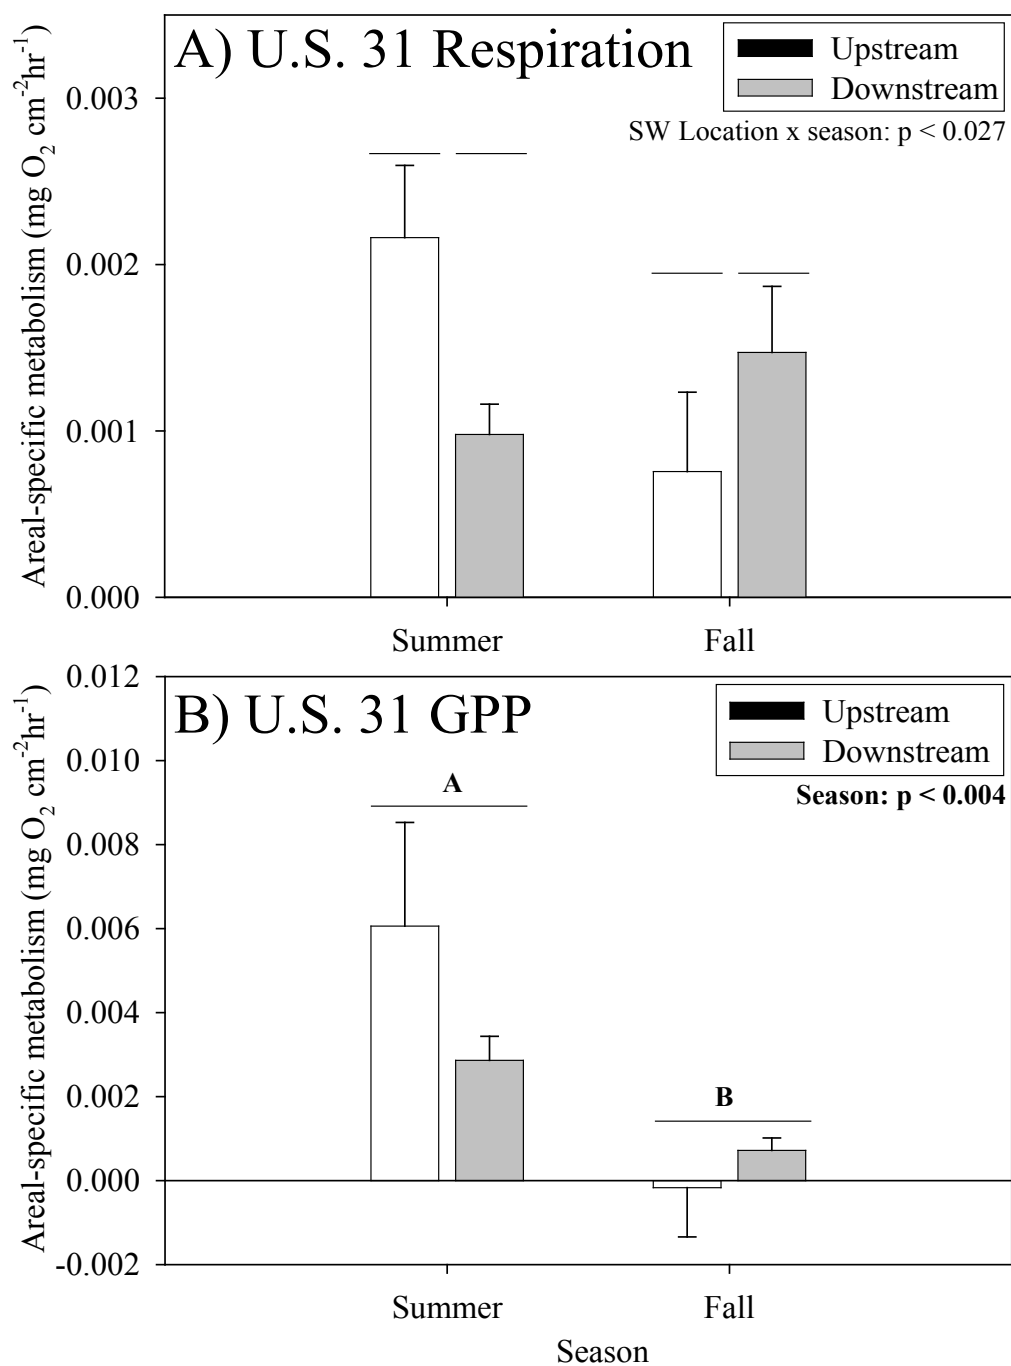 A) U.S. 31 Respiration
Upstream
Downstream
SW Location x season: p < 0.027
Areal-specific metabolism (mg O₂ cm⁻²hr⁻¹)
0.003
0.002
0.001
0.000
Summer
Fall
B) U.S. 31 GPP
Upstream
Downstream
Season: p < 0.004
Areal-specific metabolism (mg O₂ cm⁻²hr⁻¹)
0.012
0.010
0.008
0.006
0.004
0.002
0.000
-0.002
A
B
Summer
Fall
Season